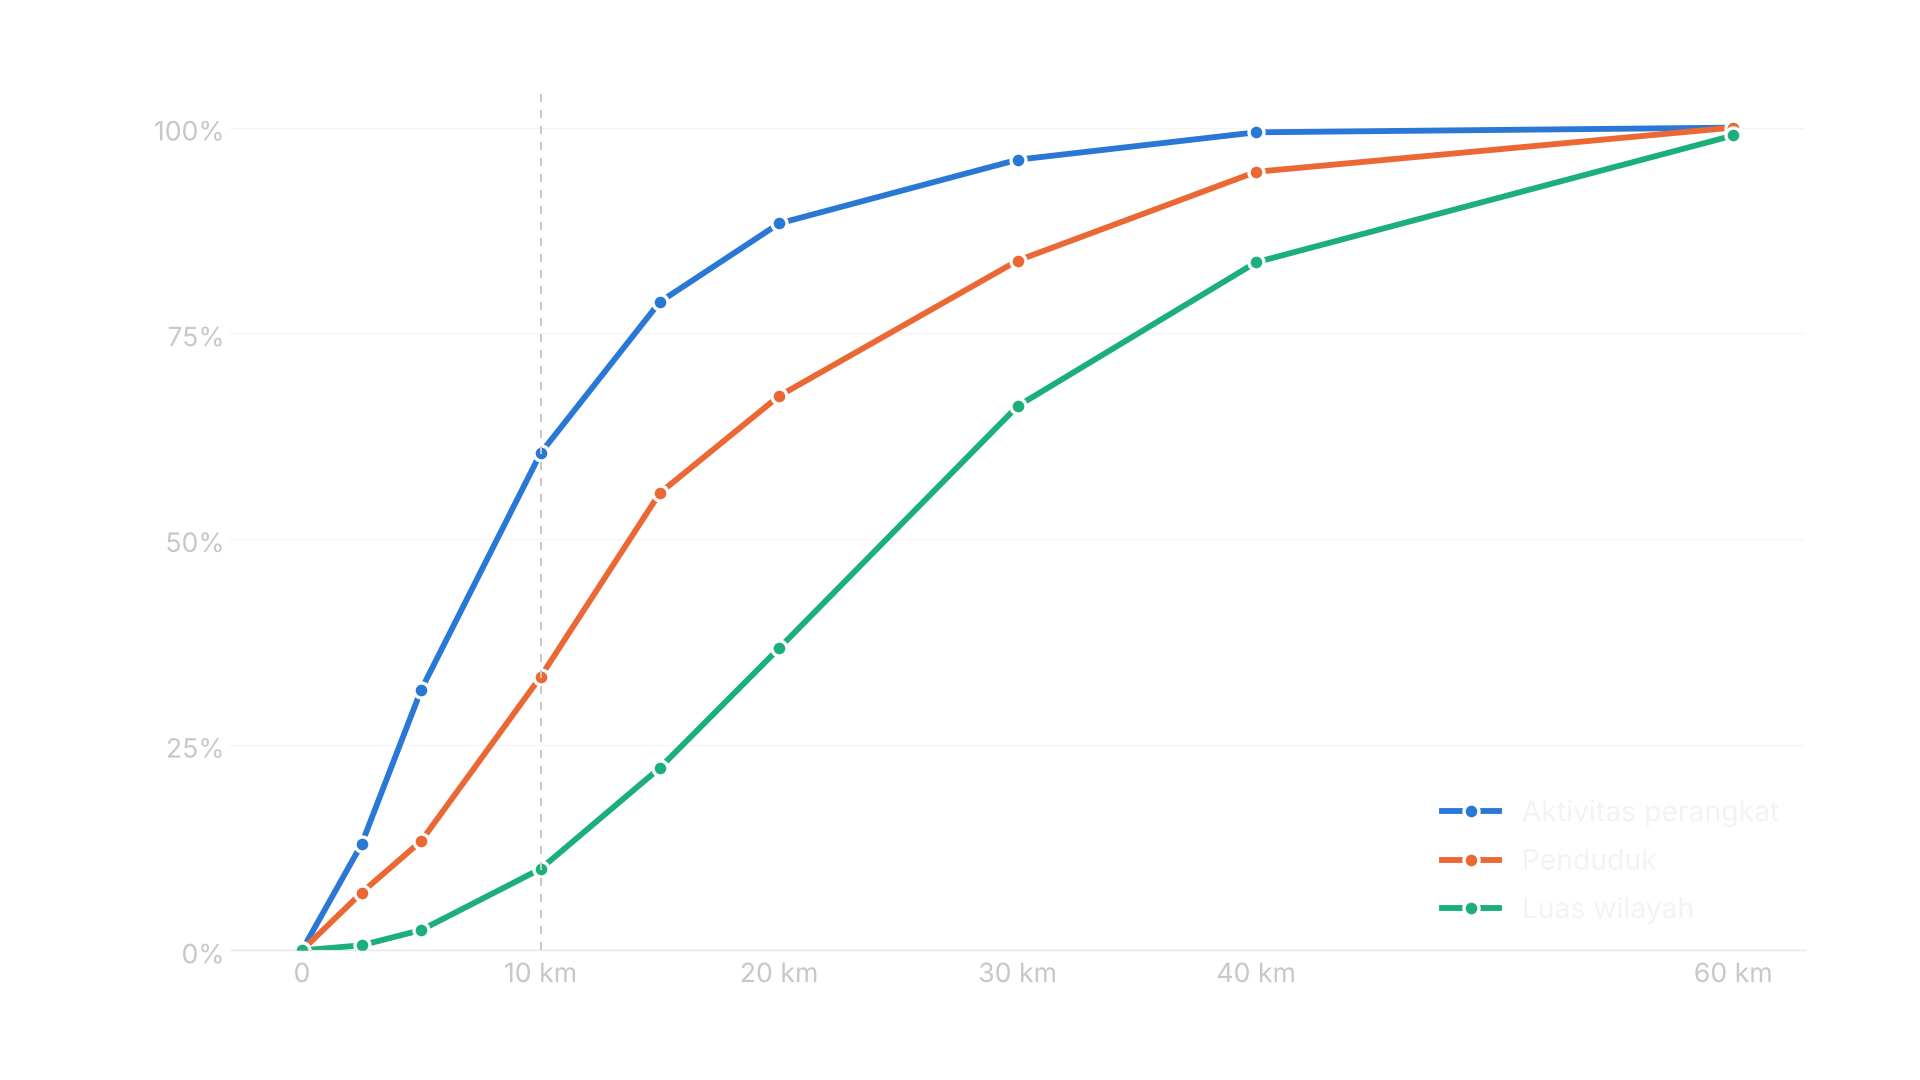 100%
75%
50%
25%
0%
0
10 km
20 km
30 km
40 km
60 km
Aktivitas perangkat
Penduduk
Luas wilayah